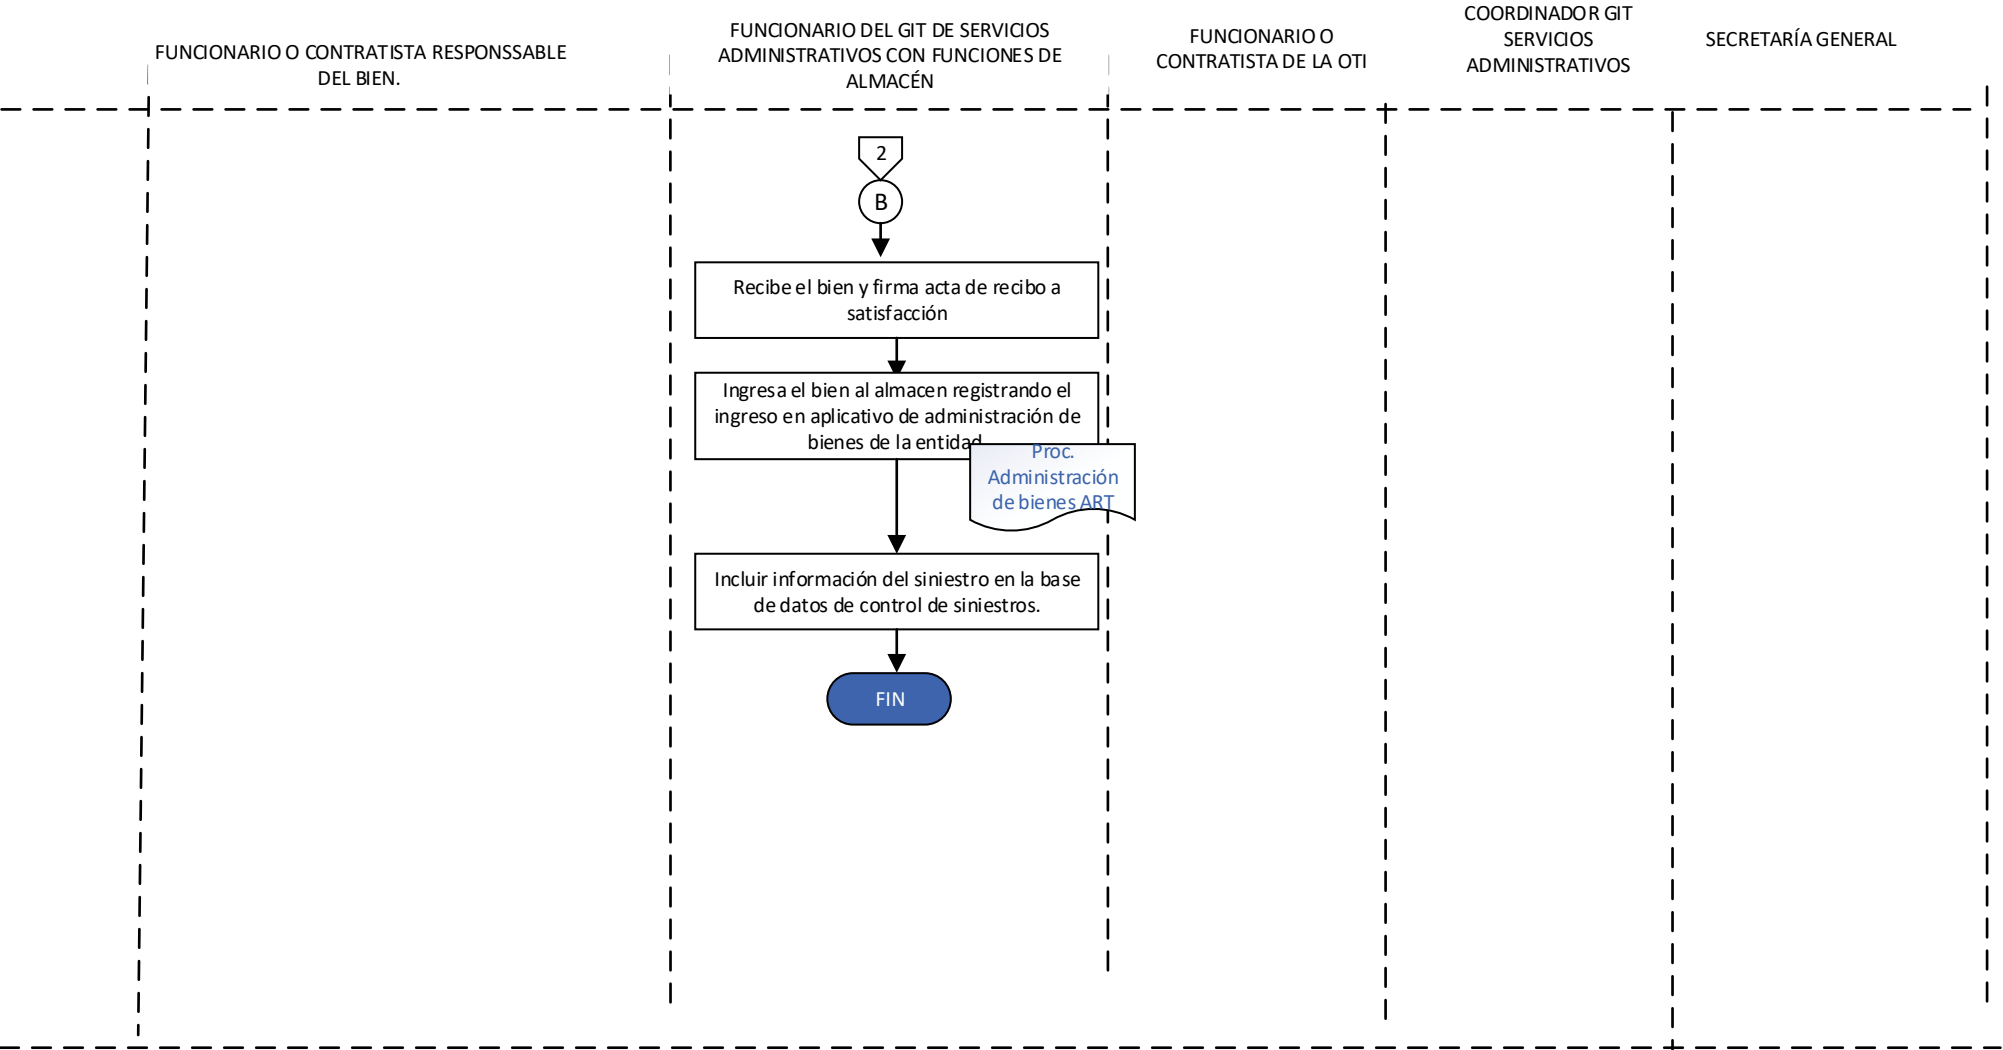 FUNCIONARIO O CONTRATISTA RESPONSSABLE
DEL BIEN.
FUNCIONARIO DEL GIT DE SERVICIOS
ADMINISTRATIVOS CON FUNCIONES DE
ALMACÉN
FUNCIONARIO O
CONTRATISTA DE LA OTI
COORDINADOR GIT
SERVICIOS
ADMINISTRATIVOS
SECRETARÍA GENERAL
2
B
Recibe el bien y firma acta de recibo a
satisfacción
Ingresa el bien al almacen registrando el
ingreso en aplicativo de administración de
bienes de la entidad
Proc.
Administración
de bienes ART
Incluir información del siniestro en la base
de datos de control de siniestros.
FIN